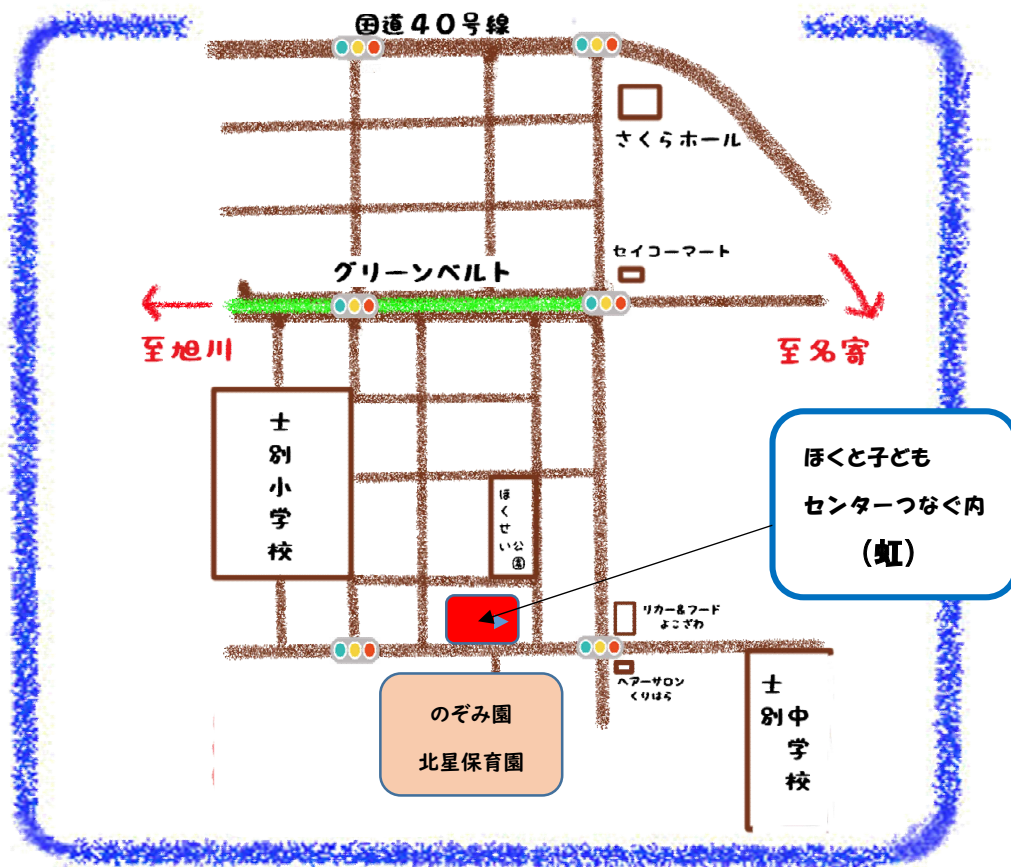 国道40号線
さくらホール
セイコーマート
グリーンベルト
至旭川
至名寄
士別小学校
ほくせい公園
ほくと子ども
センターつなぐ内
(虹)
リカー&フード
よこざわ
ヘアーサロン
くりはら
のぞみ園
北星保育園
士別中学校